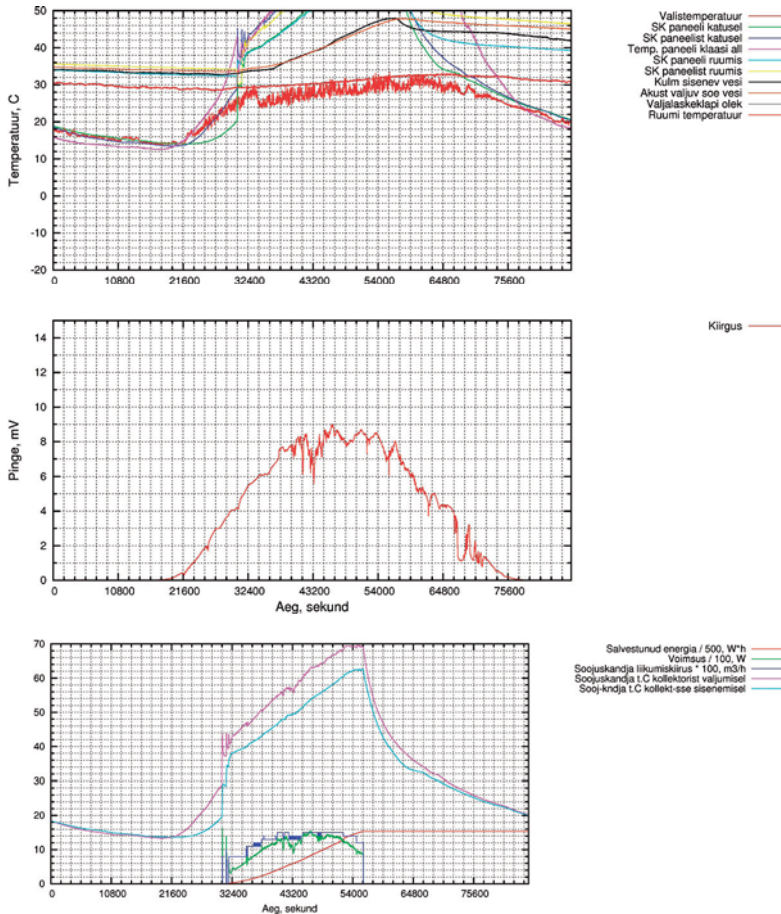 Valistemperatuur
SK paneeli katusel
SK paneelist katusel
Temp. paneeli klaasi all
SK paneeli ruumis
SK paneelist ruumis
Kulm sisenev vesi
Akust valjuv soe vesi
Valjalaskeklapi olek
Ruumi temperatuur
Temperatuur, C
50
40
30
20
10
0
-10
-20
0 10800 21600 32400 43200 54000 64800 75600
Kiirgus
Pinge, mV
14
12
10
8
6
4
2
0
0 10800 21600 32400 43200 54000 64800 75600
Aeg, sekund
Salvestunud energia / 500, W*h
Voimsus / 100, W
Soojuskandja liikumiskiirus * 100, m3/h
Soojuskandja t.C kollektorist valjumisel
Sooj-kndja t.C kollekt-sse sisenemisel
70
60
50
40
30
20
10
0
0 10800 21600 32400 43200 54000 64800 75600
Aeg, sekund